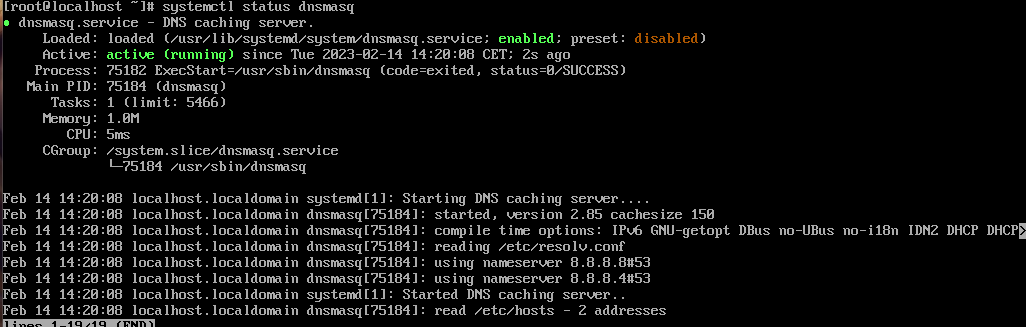 [root@localhost ~]# systemctl status dnsmasq
● dnsmasq.service - DNS caching server.
Loaded: loaded (/usr/lib/systemd/system/dnsmasq.service; enabled; preset: disabled)
Active: active (running) since Tue 2023-02-14 14:20:08 CET; 2s ago
Process: 75182 ExecStart=/usr/sbin/dnsmasq (code=exited, status=0/SUCCESS)
Main PID: 75184 (dnsmasq)
Tasks: 1 (limit: 5466)
Memory: 1.0M
CPU: 5ms
CGroup: /system.slice/dnsmasq.service
└─75184 /usr/sbin/dnsmasq
Feb 14 14:20:08 localhost.localdomain systemd[1]: Starting DNS caching server....
Feb 14 14:20:08 localhost.localdomain dnsmasq[75184]: started, version 2.85 cachesize 150
Feb 14 14:20:08 localhost.localdomain dnsmasq[75184]: compile time options: IPv6 GNU-getopt DBus no-UBus no-i18n IDN2 DHCP DHCP>
Feb 14 14:20:08 localhost.localdomain dnsmasq[75184]: reading /etc/resolv.conf
Feb 14 14:20:08 localhost.localdomain dnsmasq[75184]: using nameserver 8.8.8.8#53
Feb 14 14:20:08 localhost.localdomain dnsmasq[75184]: using nameserver 8.8.8.4#53
Feb 14 14:20:08 localhost.localdomain systemd[1]: Started DNS caching server..
Feb 14 14:20:08 localhost.localdomain dnsmasq[75184]: read /etc/hosts - 2 addresses
lines 1-19/19 (END)